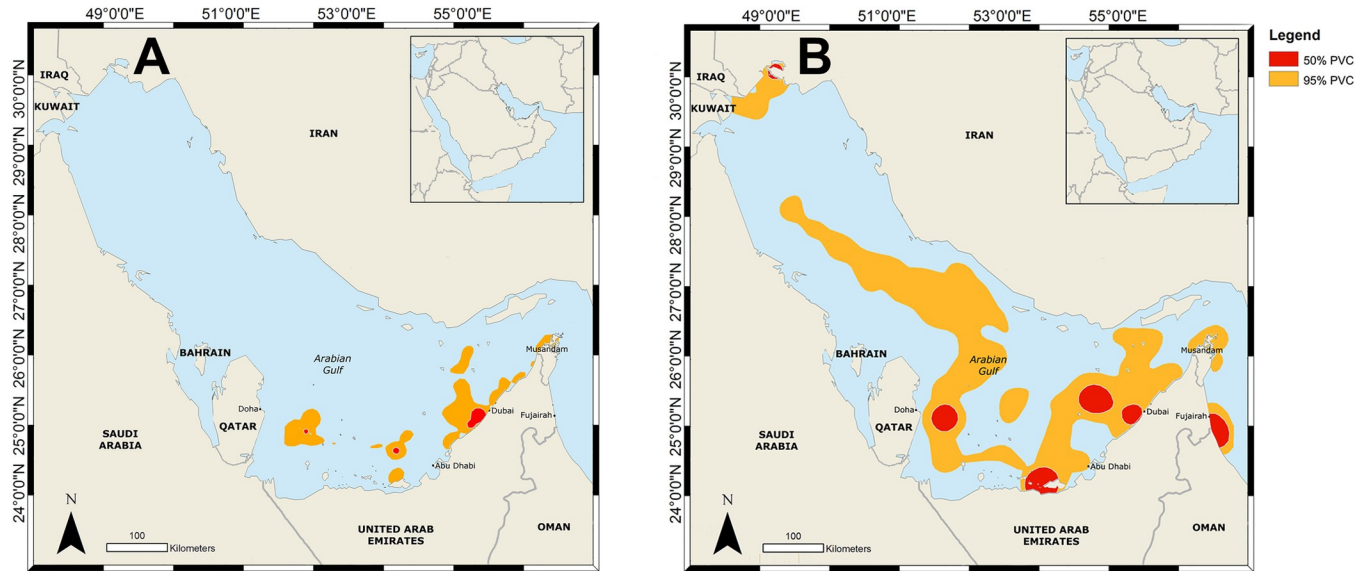 49°0'0"E
51°0'0"E
53°0'0"E
55°0'0"E
A
IRAQ
KUWAIT
IRAN
BAHRAIN
Arabian
Gulf
Musandam
Doha
QATAR
Dubai
Fujairah
SAUDI
ARABIA
Abu Dhabi
N
100
Kilometers
UNITED ARAB
EMIRATES
OMAN
30°0'0"N
29°0'0"N
28°0'0"N
27°0'0"N
26°0'0"N
25°0'0"N
24°0'0"N
49°0'0"E
51°0'0"E
53°0'0"E
55°0'0"E
B
IRAQ
KUWAIT
IRAN
BAHRAIN
Arabian
Gulf
Musandam
Doha
QATAR
Dubai
Fujairah
SAUDI
ARABIA
Abu Dhabi
N
100
Kilometers
UNITED ARAB
EMIRATES
OMAN
30°0'0"N
29°0'0"N
28°0'0"N
27°0'0"N
26°0'0"N
25°0'0"N
24°0'0"N
Legend
50% PVC
95% PVC